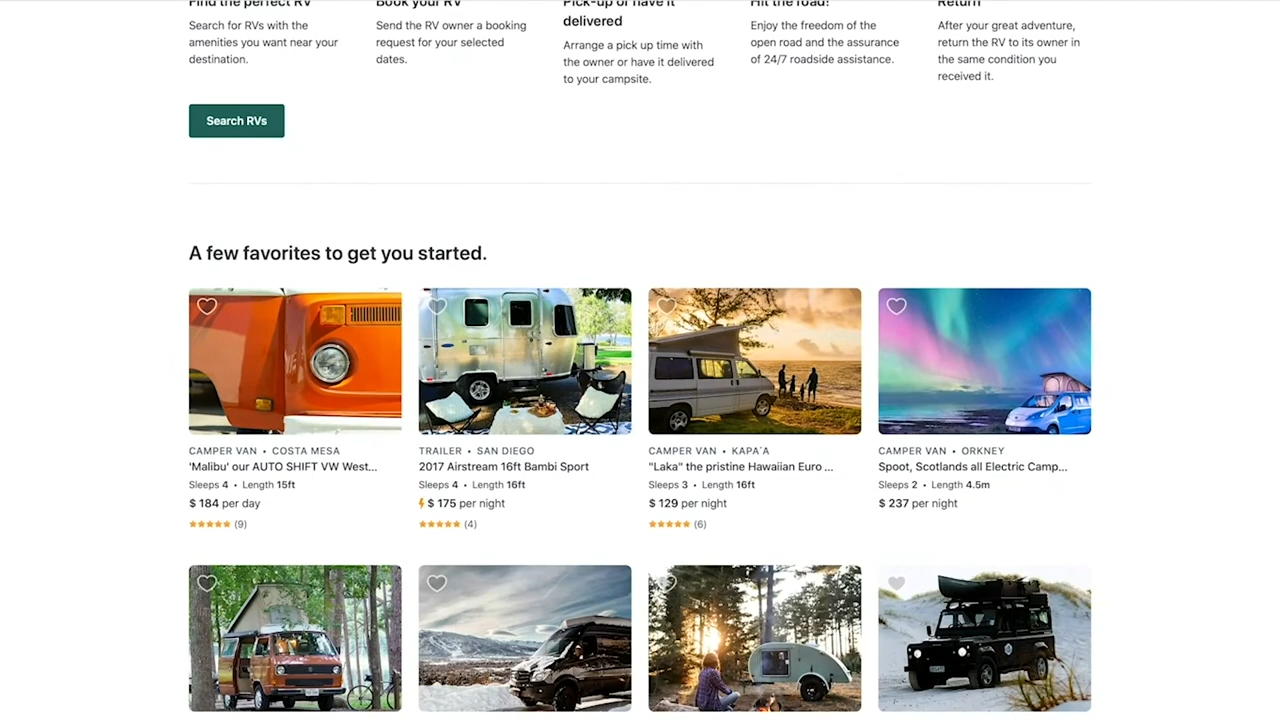 Find the perfect RV
Search for RVs with the
amenities you want near your
destination.
Book your RV
Send the RV owner a booking
request for your selected
dates.
Pick-up or have it
delivered
Arrange a pick up time with
the owner or have it delivered
to your campsite.
Hit the road!
Enjoy the freedom of the
open road and the assurance
of 24/7 roadside assistance.
Return
After your great adventure,
return the RV to its owner in
the same condition you
received it.
Search RVs
A few favorites to get you started.
CAMPER VAN • COSTA MESA
'Malibu' our AUTO SHIFT VW West...
Sleeps 4 • Length 15ft
$ 184 per day
(9)
TRAILER • SAN DIEGO
2017 Airstream 16ft Bambi Sport
Sleeps 4 • Length 16ft
$ 175 per night
(4)
CAMPER VAN • KAPAʻA
"Laka" the pristine Hawaiian Euro ...
Sleeps 3 • Length 16ft
$ 129 per night
(6)
CAMPER VAN • ORKNEY
Spoot, Scotlands all Electric Camp...
Sleeps 2 • Length 4.5m
$ 237 per night